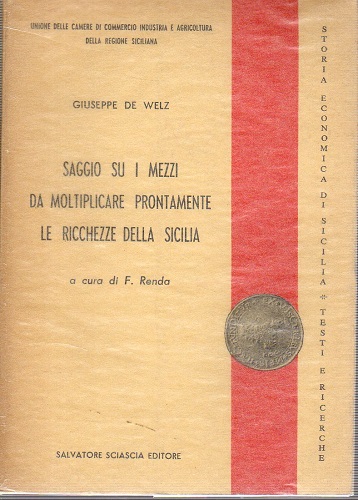 UNIONE DELLE CAMERE DI COMMERCIO INDUSTRIA E AGRICOLTURA
DELLA REGIONE SICILIANA
GIUSEPPE DE WELZ
SAGGIO SU I MEZZI
DA MOLTIPLICARE PRONTAMENTE
LE RICCHEZZE DELLA SICILIA
a cura di F. Renda
SALVATORE SCIASCIA EDITORE
STORIA ECONOMICA DI SICILIA * TESTI E RICERCHE